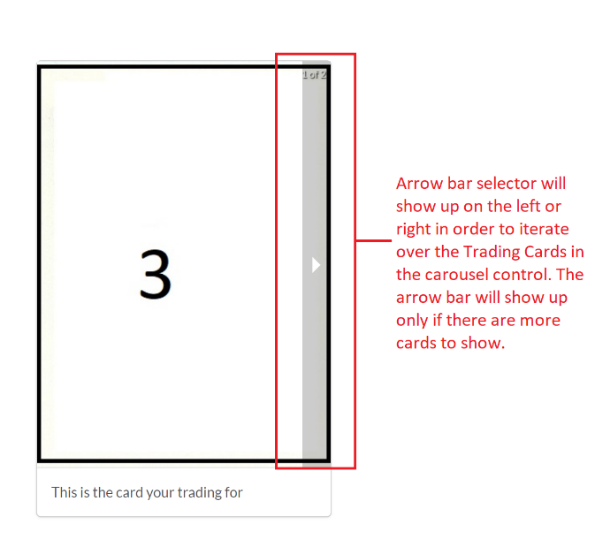 1 of 2
3
Arrow bar selector will
show up on the left or
right in order to iterate
over the Trading Cards in
the carousel control. The
arrow bar will show up
only if there are more
cards to show.
This is the card your trading for